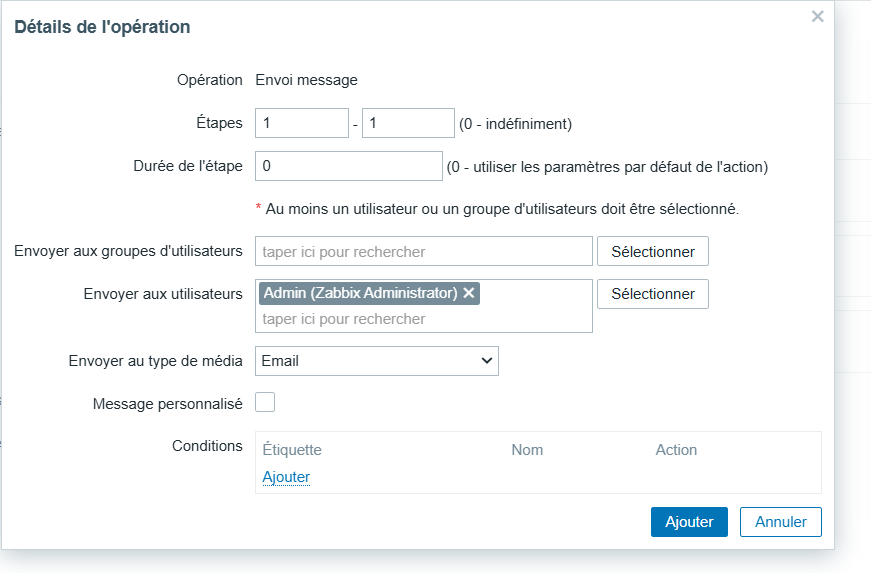 Détails de l'opération
Opération Envoi message
Étapes 1 - 1 (0 - indéfiniment)
Durée de l'étape 0 (0 - utiliser les paramètres par défaut de l'action)
* Au moins un utilisateur ou un groupe d'utilisateurs doit être sélectionné.
Envoyer aux groupes d'utilisateurs taper ici pour rechercher Sélectionner
Envoyer aux utilisateurs Admin (Zabbix Administrator) Sélectionner
taper ici pour rechercher
Envoyer au type de média Email
Message personnalisé
Conditions Étiquette Nom Action
Ajouter
Ajouter Annuler